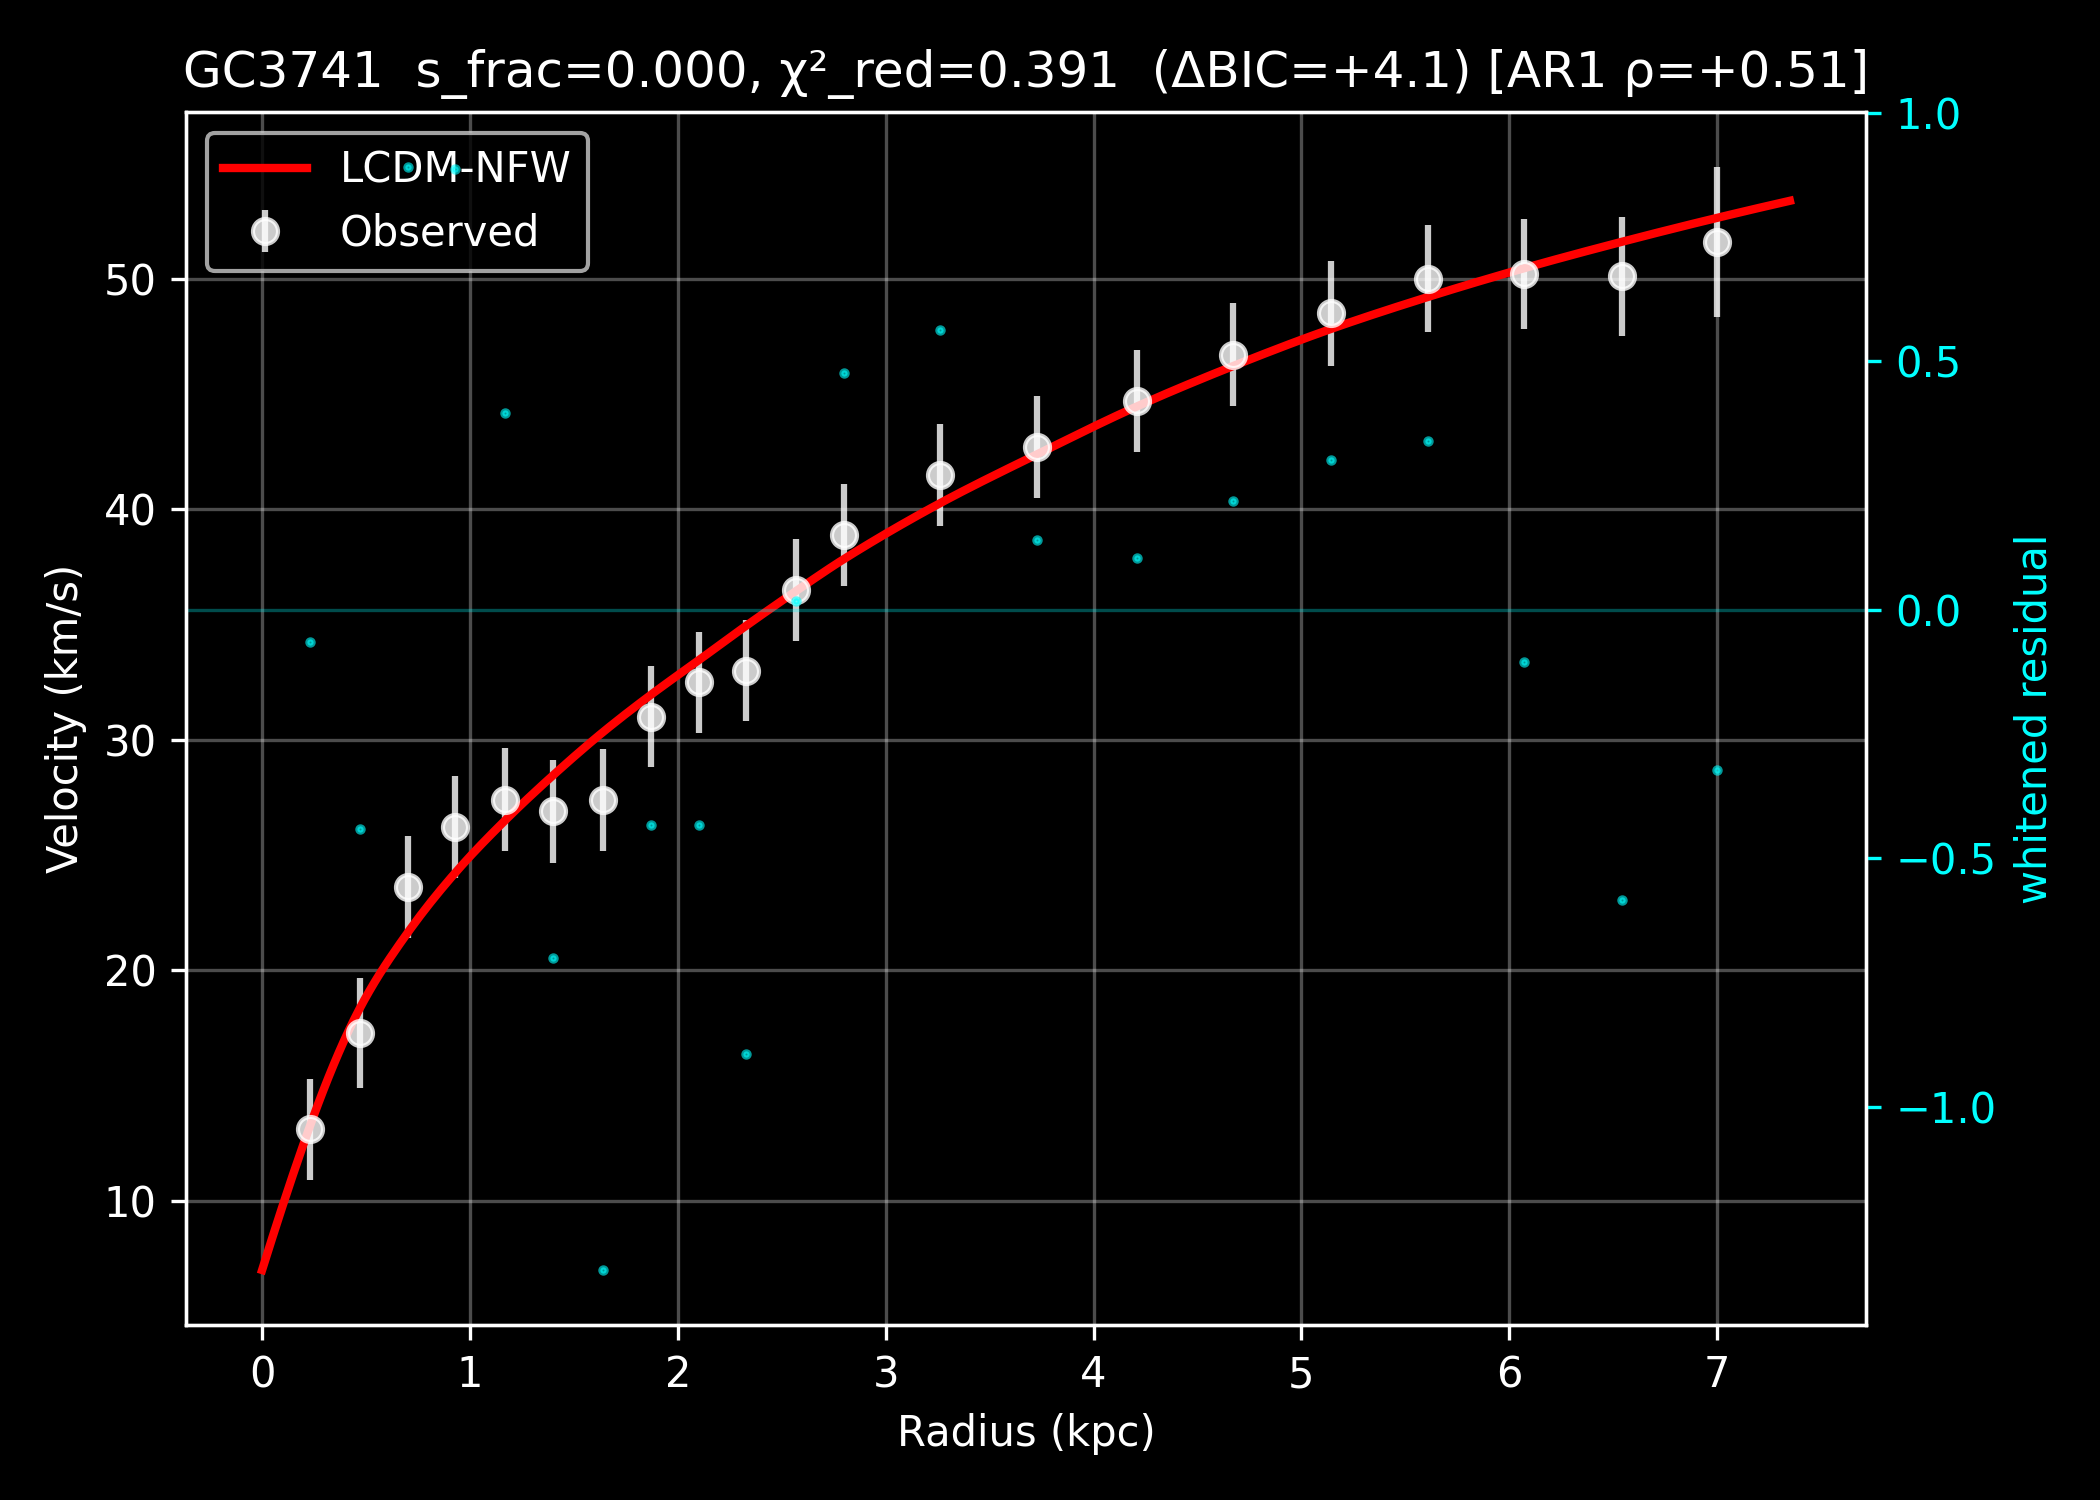 GC3741  s_frac=0.000, χ²_red=0.391  (ΔBIC=+4.1) [AR1 ρ=+0.51]
LCDM-NFW
Observed
Velocity (km/s)
50
40
30
20
10
0 1 2 3 4 5 6 7
Radius (kpc)
1.0
0.5
0.0
−0.5
−1.0
whitened residual